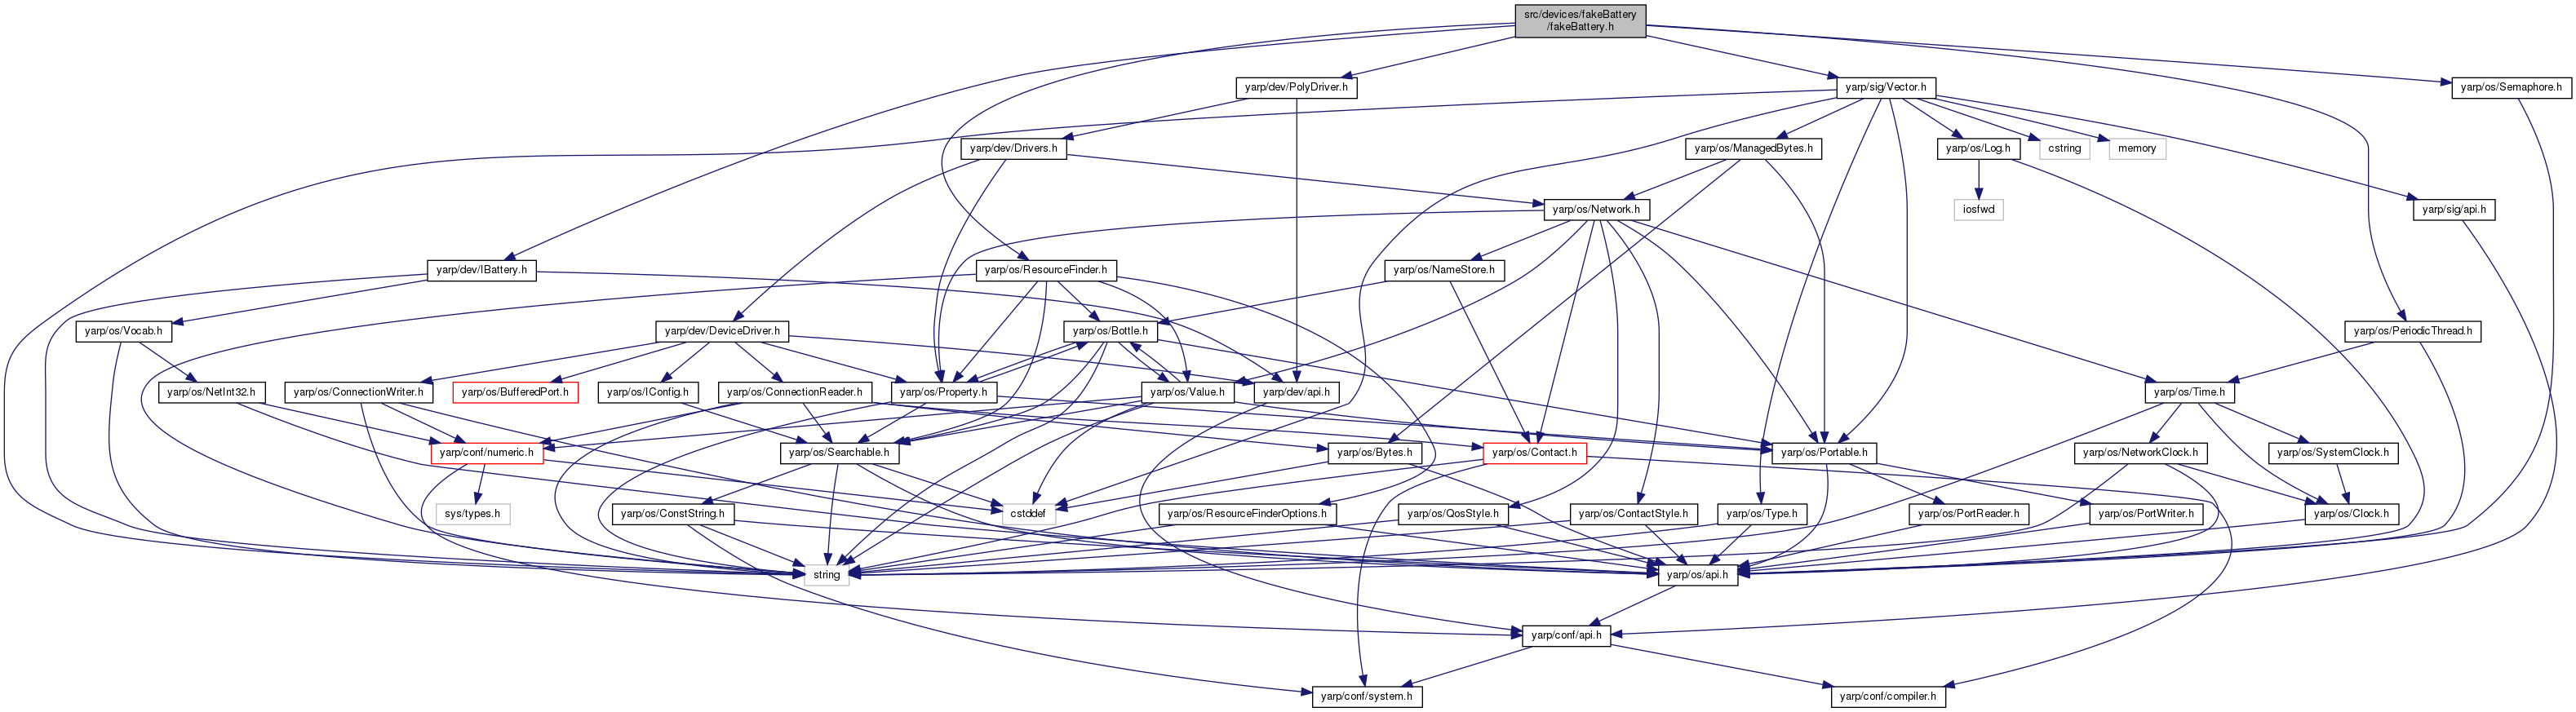 src/devices/fakeBattery
/fakeBattery.h
yarp/dev/PolyDriver.h
yarp/sig/Vector.h
yarp/os/Semaphore.h
yarp/dev/Drivers.h
yarp/os/ManagedBytes.h
yarp/os/Log.h
cstring
memory
yarp/os/Network.h
iosfwd
yarp/sig/api.h
yarp/dev/IBattery.h
yarp/os/ResourceFinder.h
yarp/os/NameStore.h
yarp/os/Vocab.h
yarp/dev/DeviceDriver.h
yarp/os/Bottle.h
yarp/os/PeriodicThread.h
yarp/os/NetInt32.h
yarp/os/ConnectionWriter.h
yarp/os/BufferedPort.h
yarp/os/IConfig.h
yarp/os/ConnectionReader.h
yarp/os/Property.h
yarp/os/Value.h
yarp/dev/api.h
yarp/os/Time.h
yarp/conf/numeric.h
yarp/os/Searchable.h
yarp/os/Bytes.h
yarp/os/Contact.h
yarp/os/Portable.h
yarp/os/NetworkClock.h
yarp/os/SystemClock.h
sys/types.h
yarp/os/ConstString.h
cstddef
yarp/os/ResourceFinderOptions.h
yarp/os/QosStyle.h
yarp/os/ContactStyle.h
yarp/os/Type.h
yarp/os/PortReader.h
yarp/os/PortWriter.h
yarp/os/Clock.h
string
yarp/os/api.h
yarp/conf/api.h
yarp/conf/system.h
yarp/conf/compiler.h